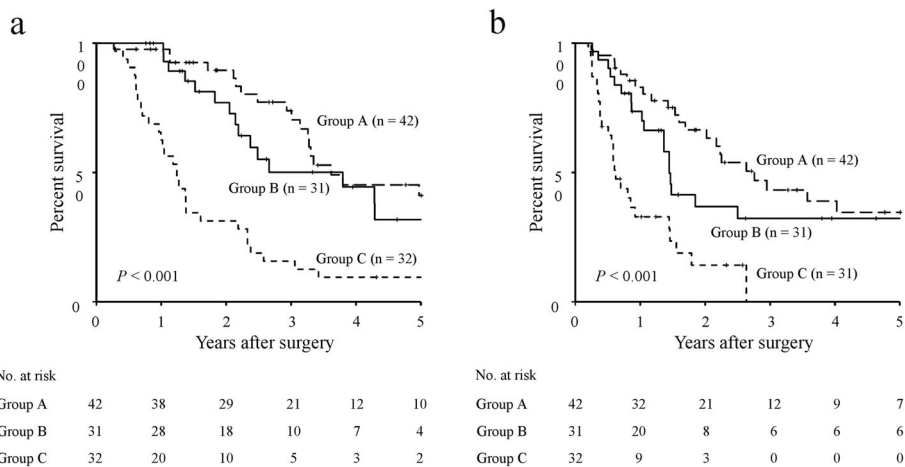 a
1
0
0
5
0
0
Percent survival
Group A (n = 42)
Group B (n = 31)
Group C (n = 32)
P < 0.001
0 1 2 3 4 5
Years after surgery
No. at risk
Group A 42 38 29 21 12 10
Group B 31 28 18 10 7 4
Group C 32 20 10 5 3 2
b
1
0
0
5
0
0
Percent survival
Group A (n = 42)
Group B (n = 31)
Group C (n = 31)
P < 0.001
0 1 2 3 4 5
Years after surgery
No. at risk
Group A 42 32 21 12 9 7
Group B 31 20 8 6 6 6
Group C 32 9 3 0 0 0